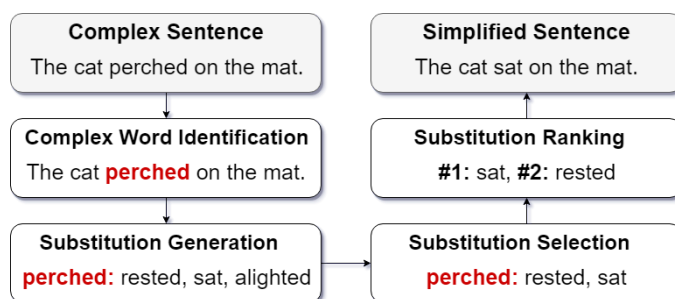 Complex Sentence
The cat perched on the mat.
Complex Word Identification
The cat perched on the mat.
Substitution Generation
perched: rested, sat, alighted
Substitution Selection
perched: rested, sat
Substitution Ranking
#1: sat, #2: rested
Simplified Sentence
The cat sat on the mat.